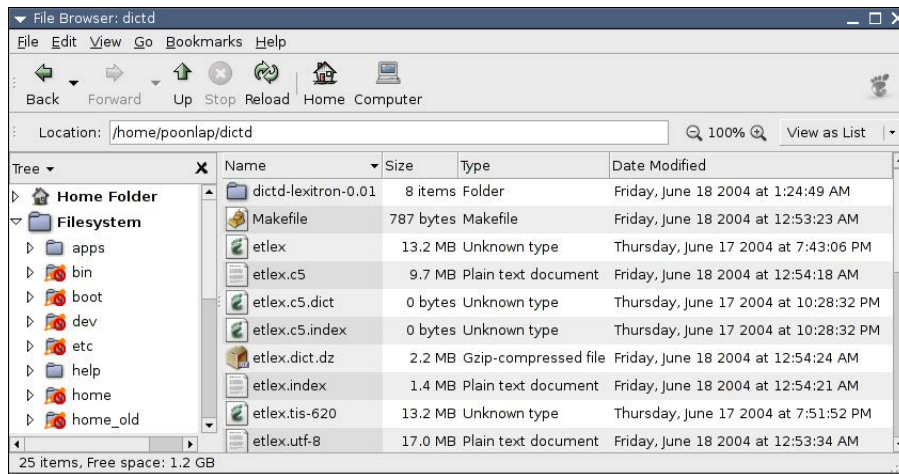 File Browser: dictd
File Edit View Go Bookmarks Help
Back Forward Up Stop Reload Home Computer
Location: /home/poonlap/dictd 100% View as List
Tree Name Size Type Date Modified
Home Folder
Filesystem
apps
bin
boot
dev
etc
help
home
home_old
dictd-lexitron-0.01 8 items Folder Friday, June 18 2004 at 1:24:49 AM
Makefile 787 bytes Makefile Friday, June 18 2004 at 12:53:23 AM
etlex 13.2 MB Unknown type Thursday, June 17 2004 at 7:43:06 PM
etlex.c5 9.7 MB Plain text document Friday, June 18 2004 at 12:54:18 AM
etlex.c5.dict 0 bytes Unknown type Thursday, June 17 2004 at 10:28:32 PM
etlex.c5.index 0 bytes Unknown type Thursday, June 17 2004 at 10:28:32 PM
etlex.dict.dz 2.2 MB Gzip-compressed file Friday, June 18 2004 at 12:54:24 AM
etlex.index 1.4 MB Plain text document Friday, June 18 2004 at 12:54:21 AM
etlex.tis-620 13.2 MB Unknown type Thursday, June 17 2004 at 7:51:52 PM
etlex.utf-8 17.0 MB Plain text document Friday, June 18 2004 at 12:53:34 AM
25 items, Free space: 1.2 GB